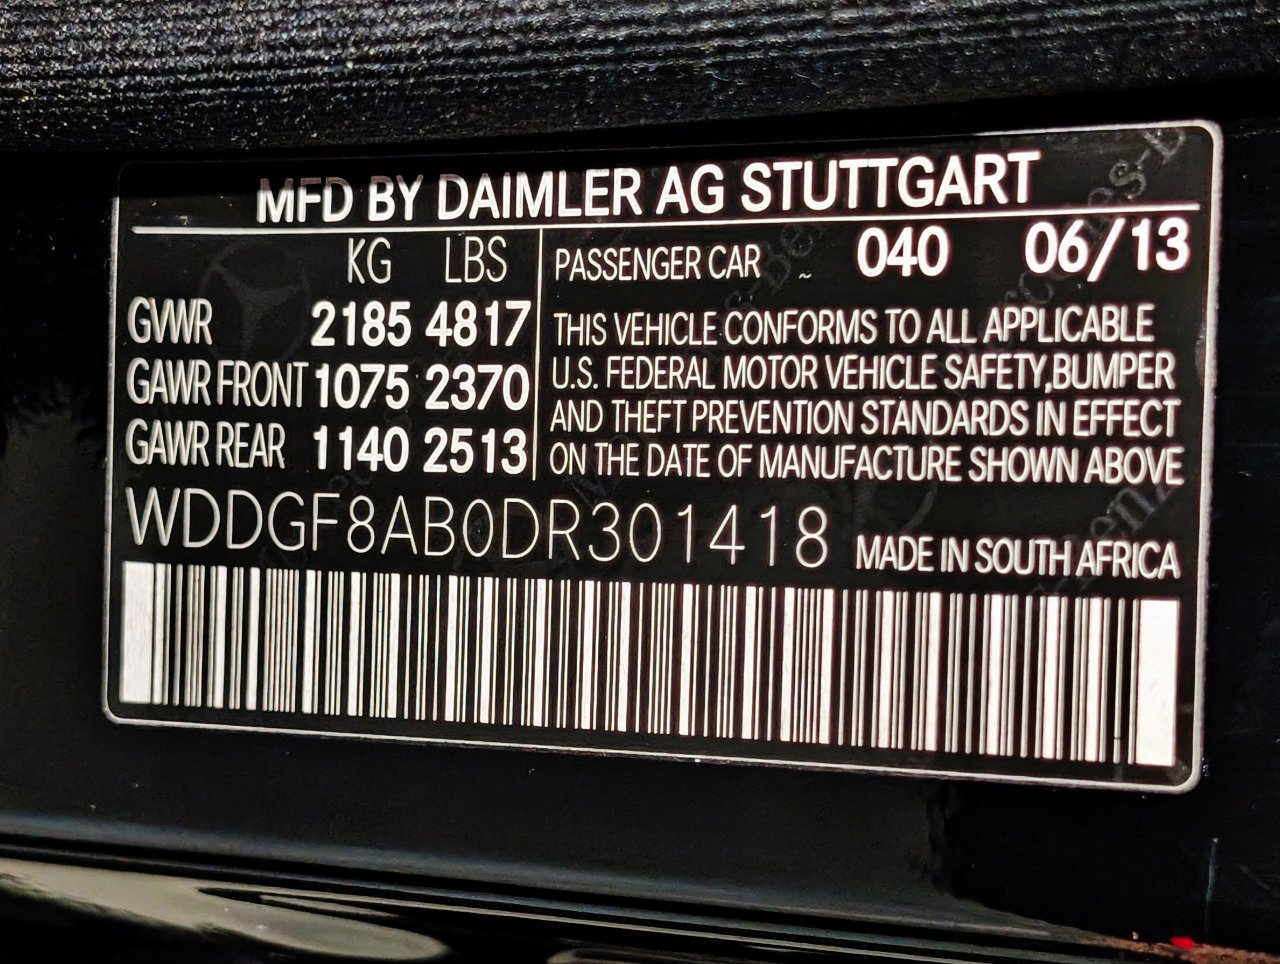 MFD BY DAIMLER AG STUTTGART
KG LBS
GVWR 2185 4817
GAWR FRONT 1075 2370
GAWR REAR 1140 2513
PASSENGER CAR ~ 040 06/13
THIS VEHICLE CONFORMS TO ALL APPLICABLE
U.S. FEDERAL MOTOR VEHICLE SAFETY,BUMPER
AND THEFT PREVENTION STANDARDS IN EFFECT
ON THE DATE OF MANUFACTURE SHOWN ABOVE
WDDGF8AB0DR301418 MADE IN SOUTH AFRICA